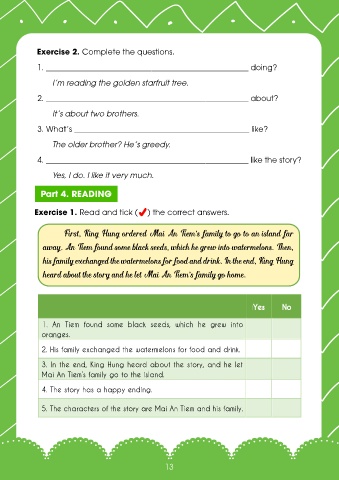 Exercise 2. Complete the questions.
1. ______________________________ doing?
I'm reading the golden starfruit tree.
2. ______________________________ about?
It's about two brothers.
3. What's __________________________ like?
The older brother? He's greedy.
4. ______________________________ like the story?
Yes, I do. I like it very much.
Part 4. READING
Exercise 1. Read and tick (✔) the correct answers.
First, King Hung ordered Mai An Tiem's family to go to an island far
away. An Tiem found some black seeds, which he grew into watermelons. Then,
his family exchanged the watermelons for food and drink. In the end, King Hung
heard about the story and he let Mai An Tiem's family go home.
Yes No
1. An Tiem found some black seeds, which he grew into
oranges.
2. His family exchanged the watermelons for food and drink.
3. In the end, King Hung heard about the story, and he let
Mai An Tiem's family go to the island.
4. The story has a happy ending.
5. The characters of the story are Mai An Tiem and his family.
13